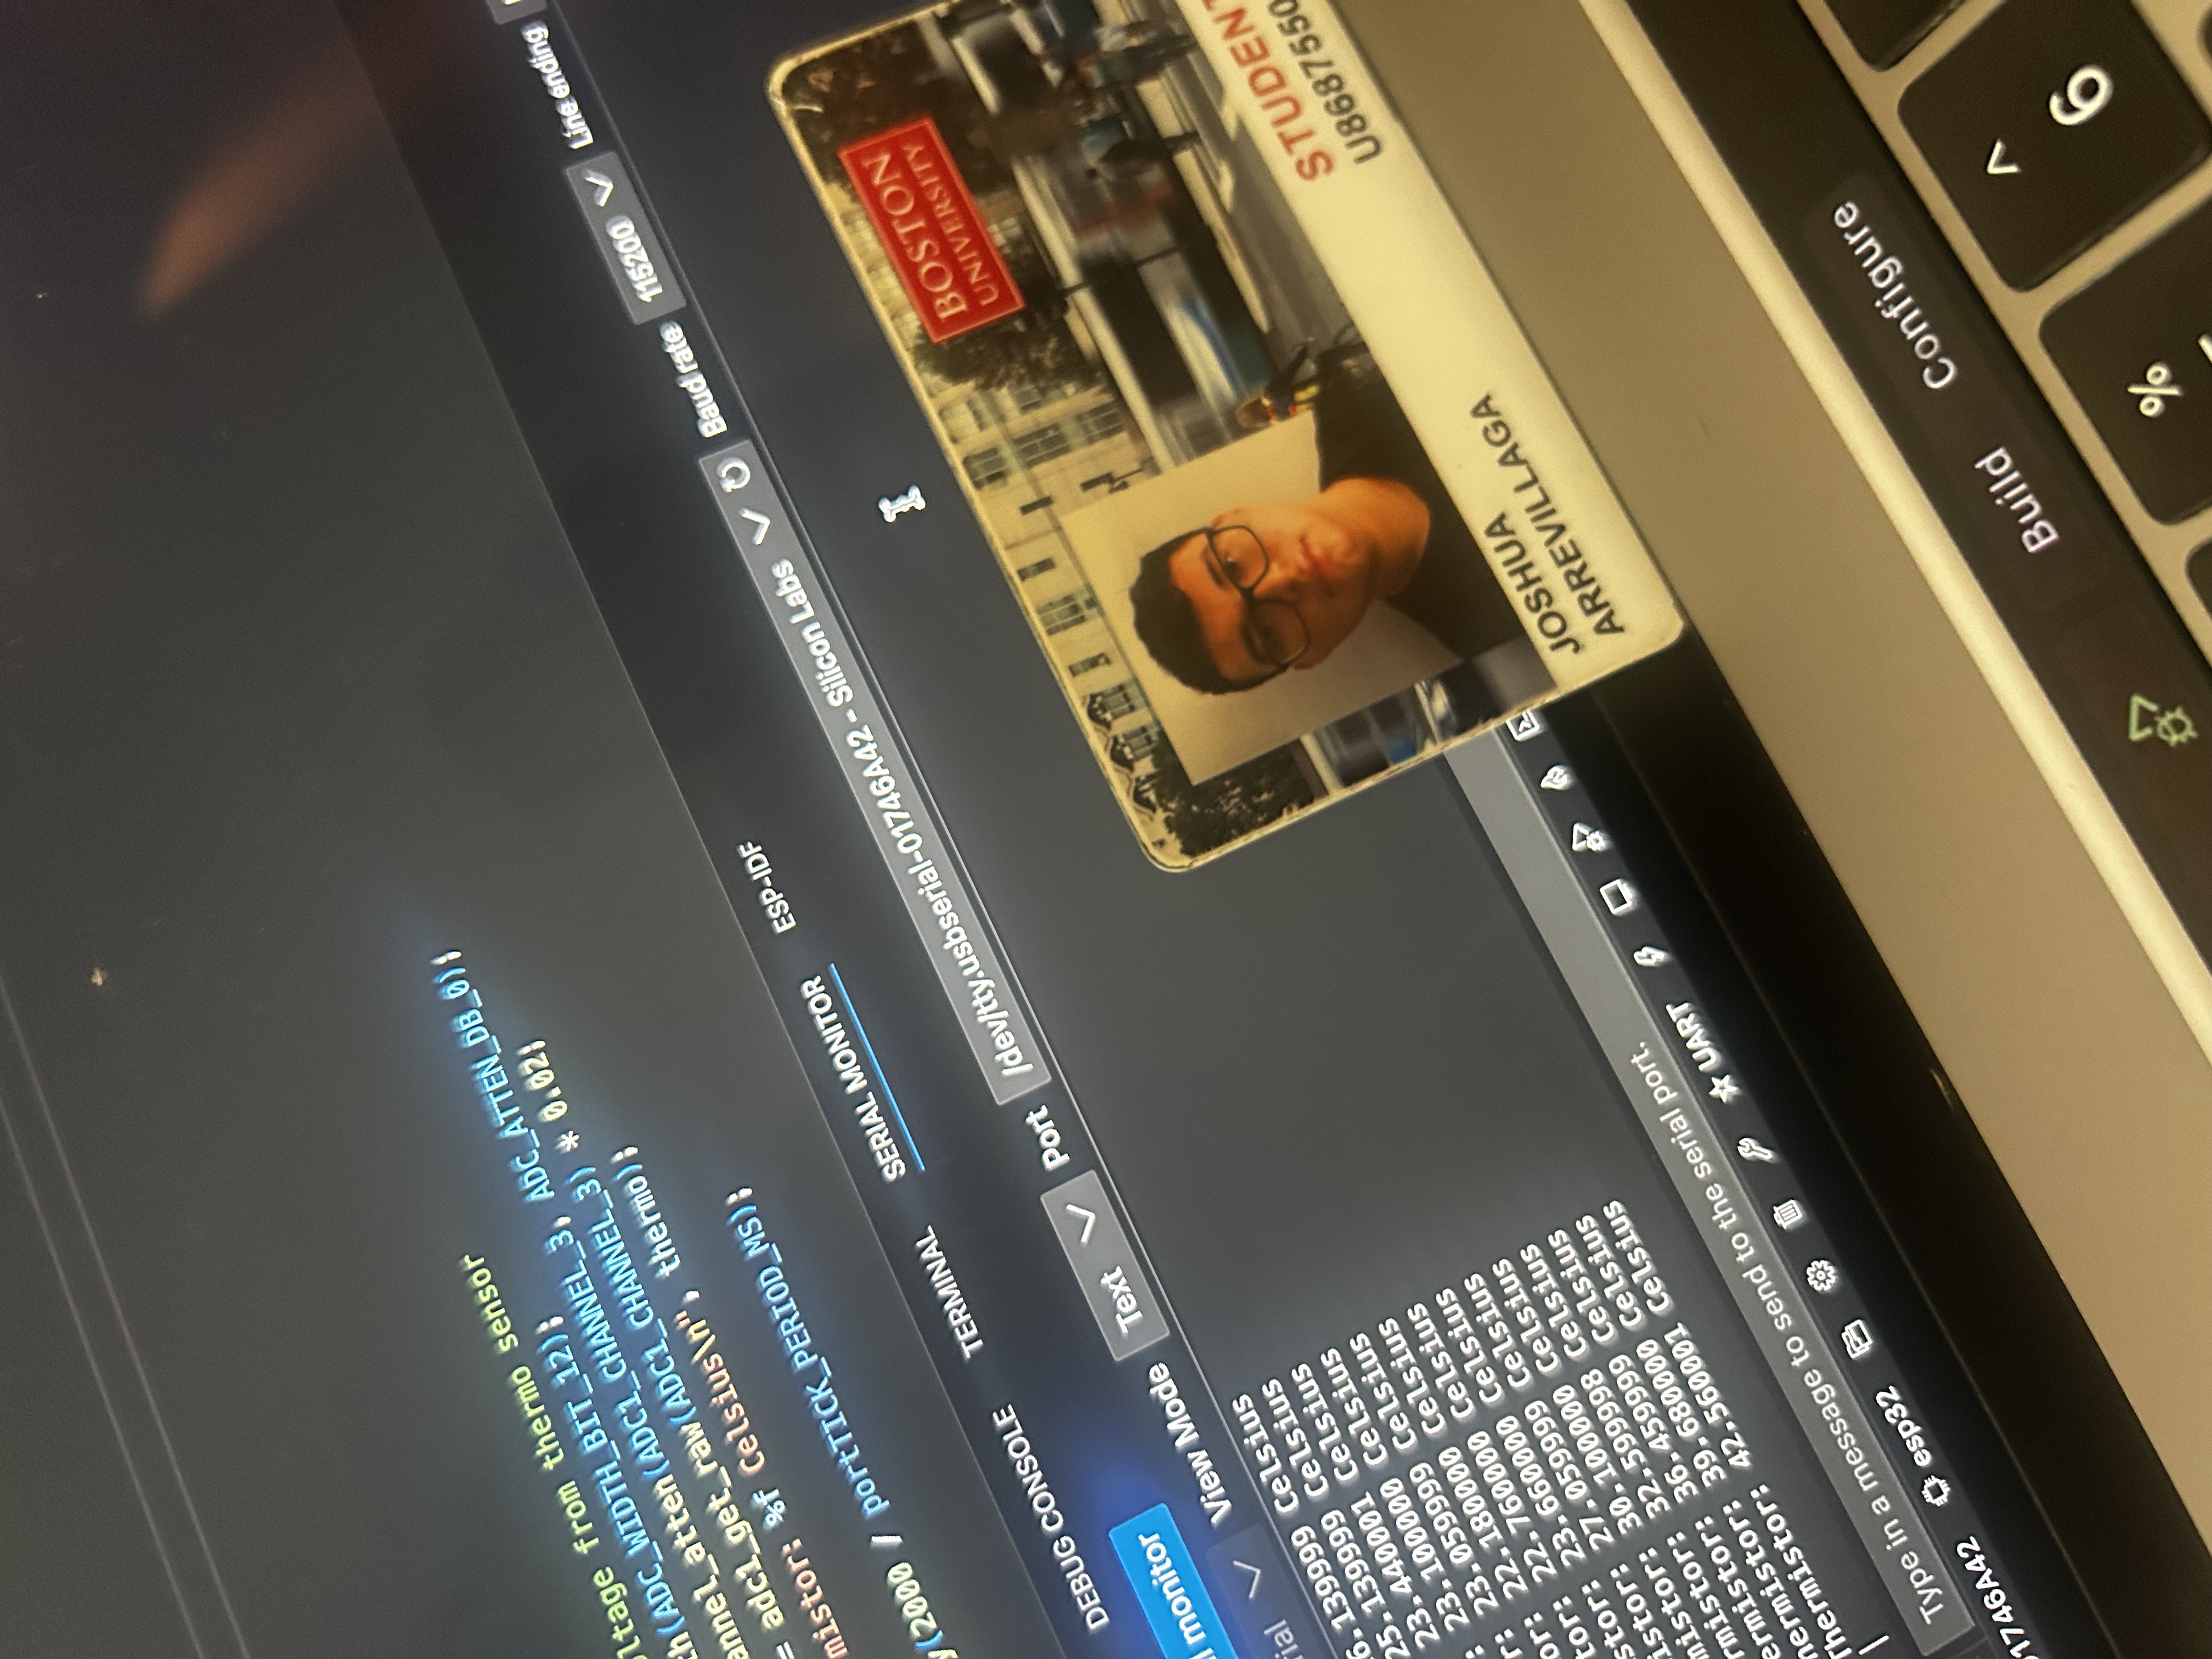 ltage from thermo sensor
th(ADC_WIDTH_BIT_12);
annel_atten(ADC1_CHANNEL_3, ADC_ATTEN_DB_0);
= adc1_get_raw(ADC1_CHANNEL_3) * 0.02;
mistor: %f Celsius\n", thermo);
y(2000 / portTICK_PERIOD_MS);
DEBUG CONSOLE TERMINAL SERIAL MONITOR ESP-IDF
monitor
rial View Mode Text Port /dev/tty.usbserial-01746A42 - Silicon Labs Baud rate 115200 Line ending
6.139999 Celsius
25.139999 Celsius
23.440001 Celsius
: 23.100000 Celsius
r: 23.059999 Celsius
or: 22.180000 Celsius
tor: 22.760000 Celsius
stor: 23.660000 Celsius
istor: 27.059999 Celsius
mistor: 30.100000 Celsius
rmistor: 32.599998 Celsius
ermistor: 36.459999 Celsius
hermistor: 39.680000 Celsius
Thermistor: 42.560001 Celsius
Type in a message to send to the serial port.
01746A42 esp32 UART
BOSTON
UNIVERSITY
STUDENT
U8687550
JOSHUA
ARREVILLAGA
Build Configure
^
6
%